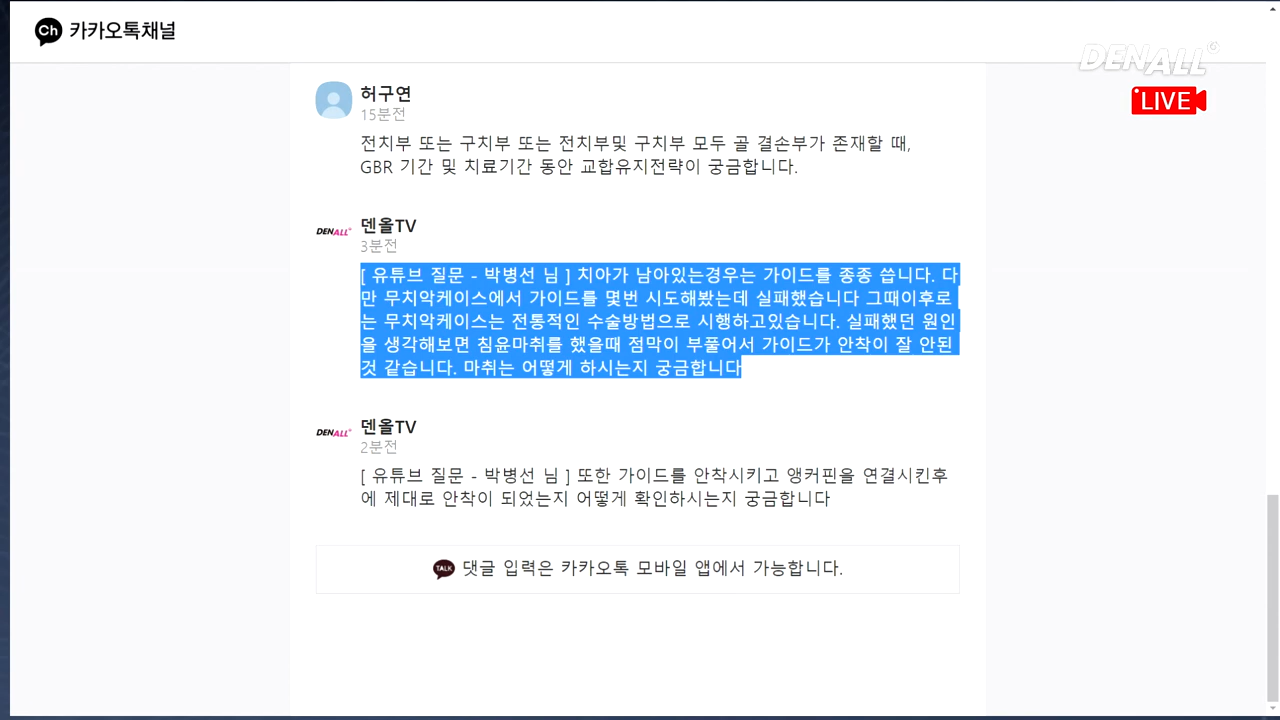 Ch 카카오톡채널
DENALL
LIVE
허구연
15분전
전치부 또는 구치부 또는 전치부및 구치부 모두 골 결손부가 존재할 때,
GBR 기간 및 치료기간 동안 교합유지전략이 궁금합니다.
DENALL
덴올TV
3분전
[ 유튜브 질문 - 박병선 님 ] 치아가 남아있는경우는 가이드를 종종 씁니다. 다
만 무치악케이스에서 가이드를 몇번 시도해봤는데 실패했습니다 그때이후로
는 무치악케이스는 전통적인 수술방법으로 시행하고있습니다. 실패했던 원인
을 생각해보면 침윤마취를 했을때 점막이 부풀어서 가이드가 안착이 잘 안된
것 같습니다. 마취는 어떻게 하시는지 궁금합니다
DENALL
덴올TV
2분전
[ 유튜브 질문 - 박병선 님 ] 또한 가이드를 안착시키고 앵커핀을 연결시킨후
에 제대로 안착이 되었는지 어떻게 확인하시는지 궁금합니다
TALK 댓글 입력은 카카오톡 모바일 앱에서 가능합니다.